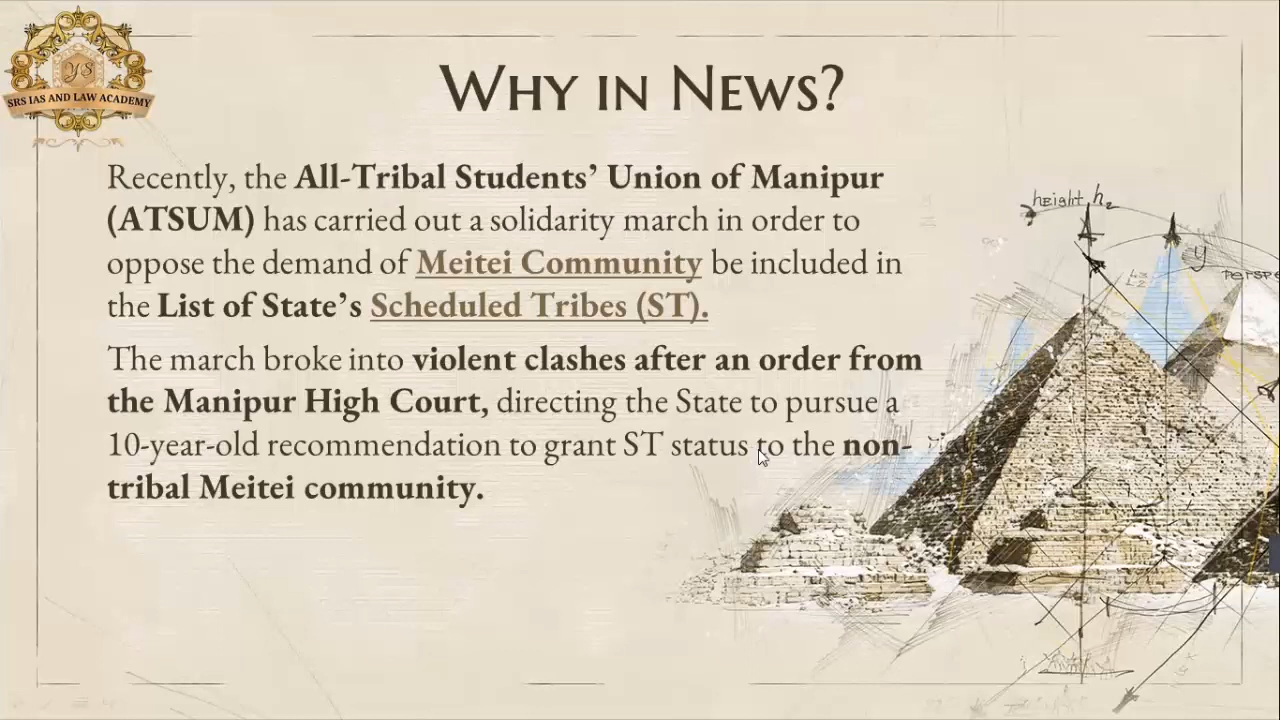 YS
SRS IAS AND LAW ACADEMY
WHY IN NEWS?
Recently, the All-Tribal Students’ Union of Manipur
(ATSUM) has carried out a solidarity march in order to
oppose the demand of Meitei Community be included in
the List of State’s Scheduled Tribes (ST).
The march broke into violent clashes after an order from
the Manipur High Court, directing the State to pursue a
10-year-old recommendation to grant ST status to the non-
tribal Meitei community.
height h₂
y